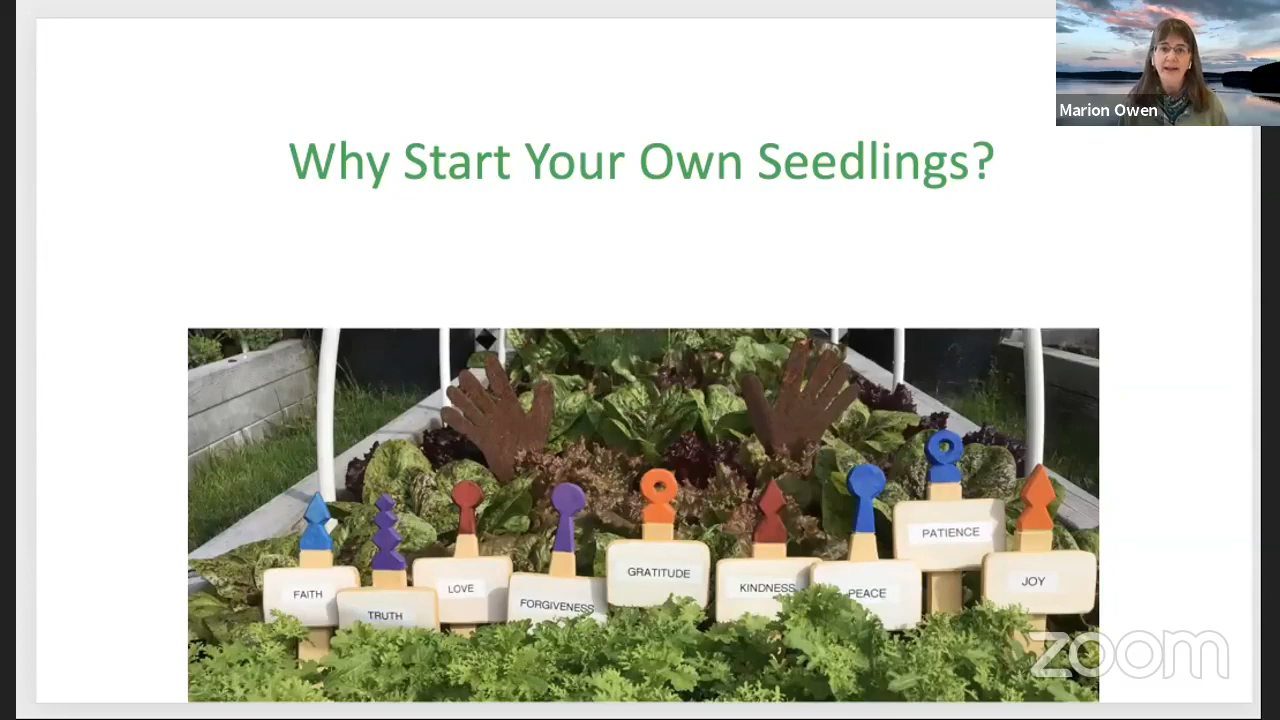 Marion Owen
Why Start Your Own Seedlings?
PATIENCE
GRATITUDE
JOY
LOVE
KINDNESS
FAITH
PEACE
FORGIVENESS
TRUTH
zoom